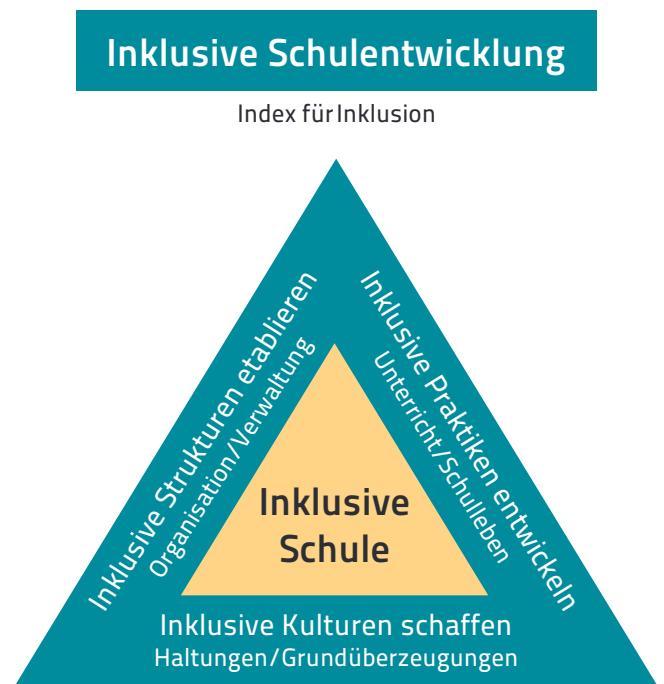 Inklusive Schulentwicklung
Index für Inklusion
Inklusive Strukturen etablieren
Organisation/Verwaltung
Inklusive Praktiken entwickeln
Unterricht/Schulleben
Inklusive
Schule
Inklusive Kulturen schaffen
Haltungen/Grundüberzeugungen